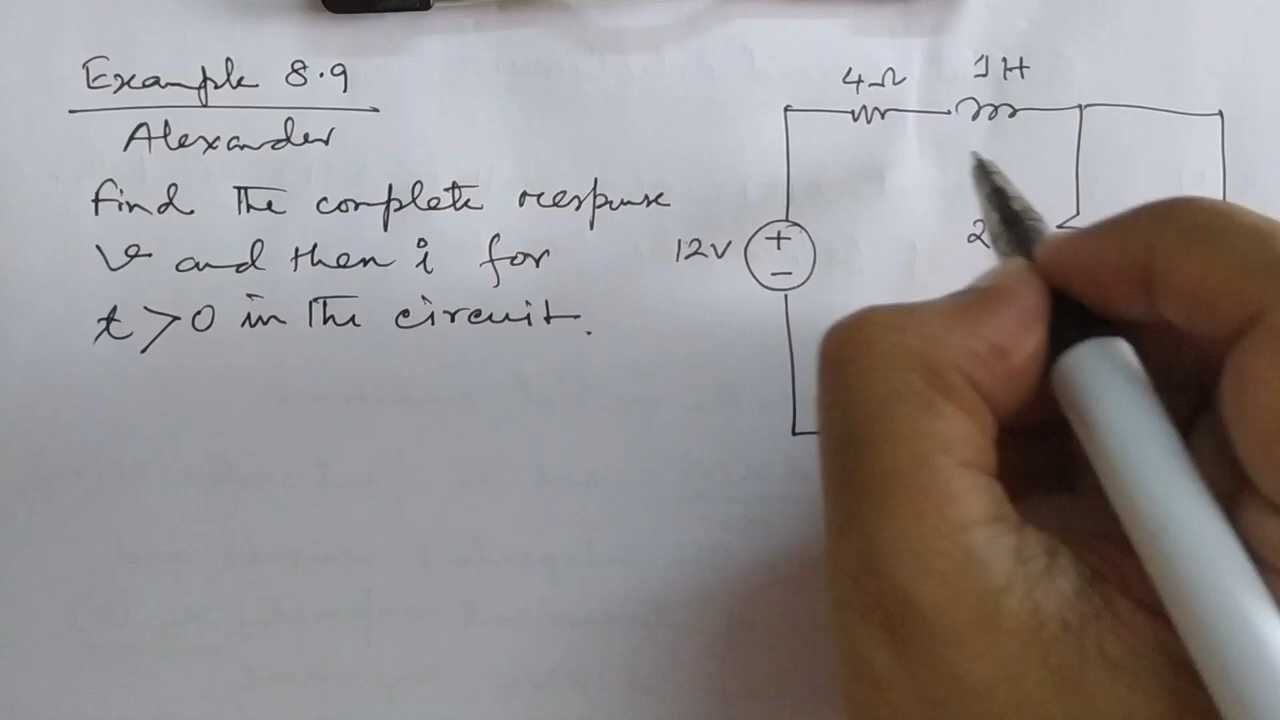 Example 8.9
Alexander
find the complete response
v and then i for
t > 0 in the circuit.
4Ω
1H
12V
+
−
2